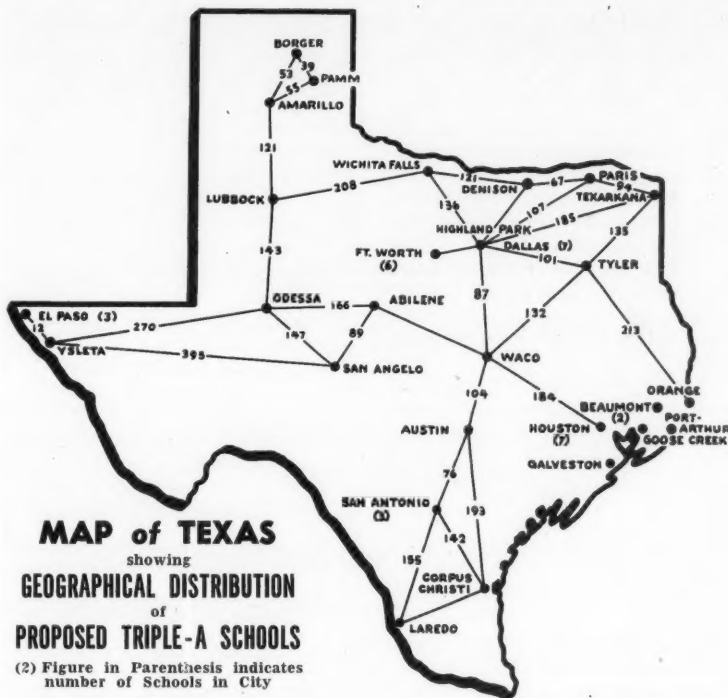 BORGER
53
39
PAMM
55
AMARILLO
121
WICHITA FALLS
121
DENISON
67
PARIS
94
TEXARKANA
208
LUBBOCK
136
107
185
135
HIGHLAND PARK
143
FT. WORTH
(6)
DALLAS (7)
101
TYLER
ODESSA
166
ABILENE
87
132
EL PASO (3)
12
270
YSLETA
147
89
213
395
SAN ANGELO
WACO
104
184
ORANGE
BEAUMONT
(2)
PORT-
ARTHUR
AUSTIN
HOUSTON
(7)
GOOSE CREEK
GALVESTON
76
SAN ANTONIO
193
142
155
CORPUS
CHRISTI
LAREDO
MAP of TEXAS
showing
GEOGRAPHICAL DISTRIBUTION
of
PROPOSED TRIPLE-A SCHOOLS
(2) Figure in Parenthesis indicates
number of Schools in City